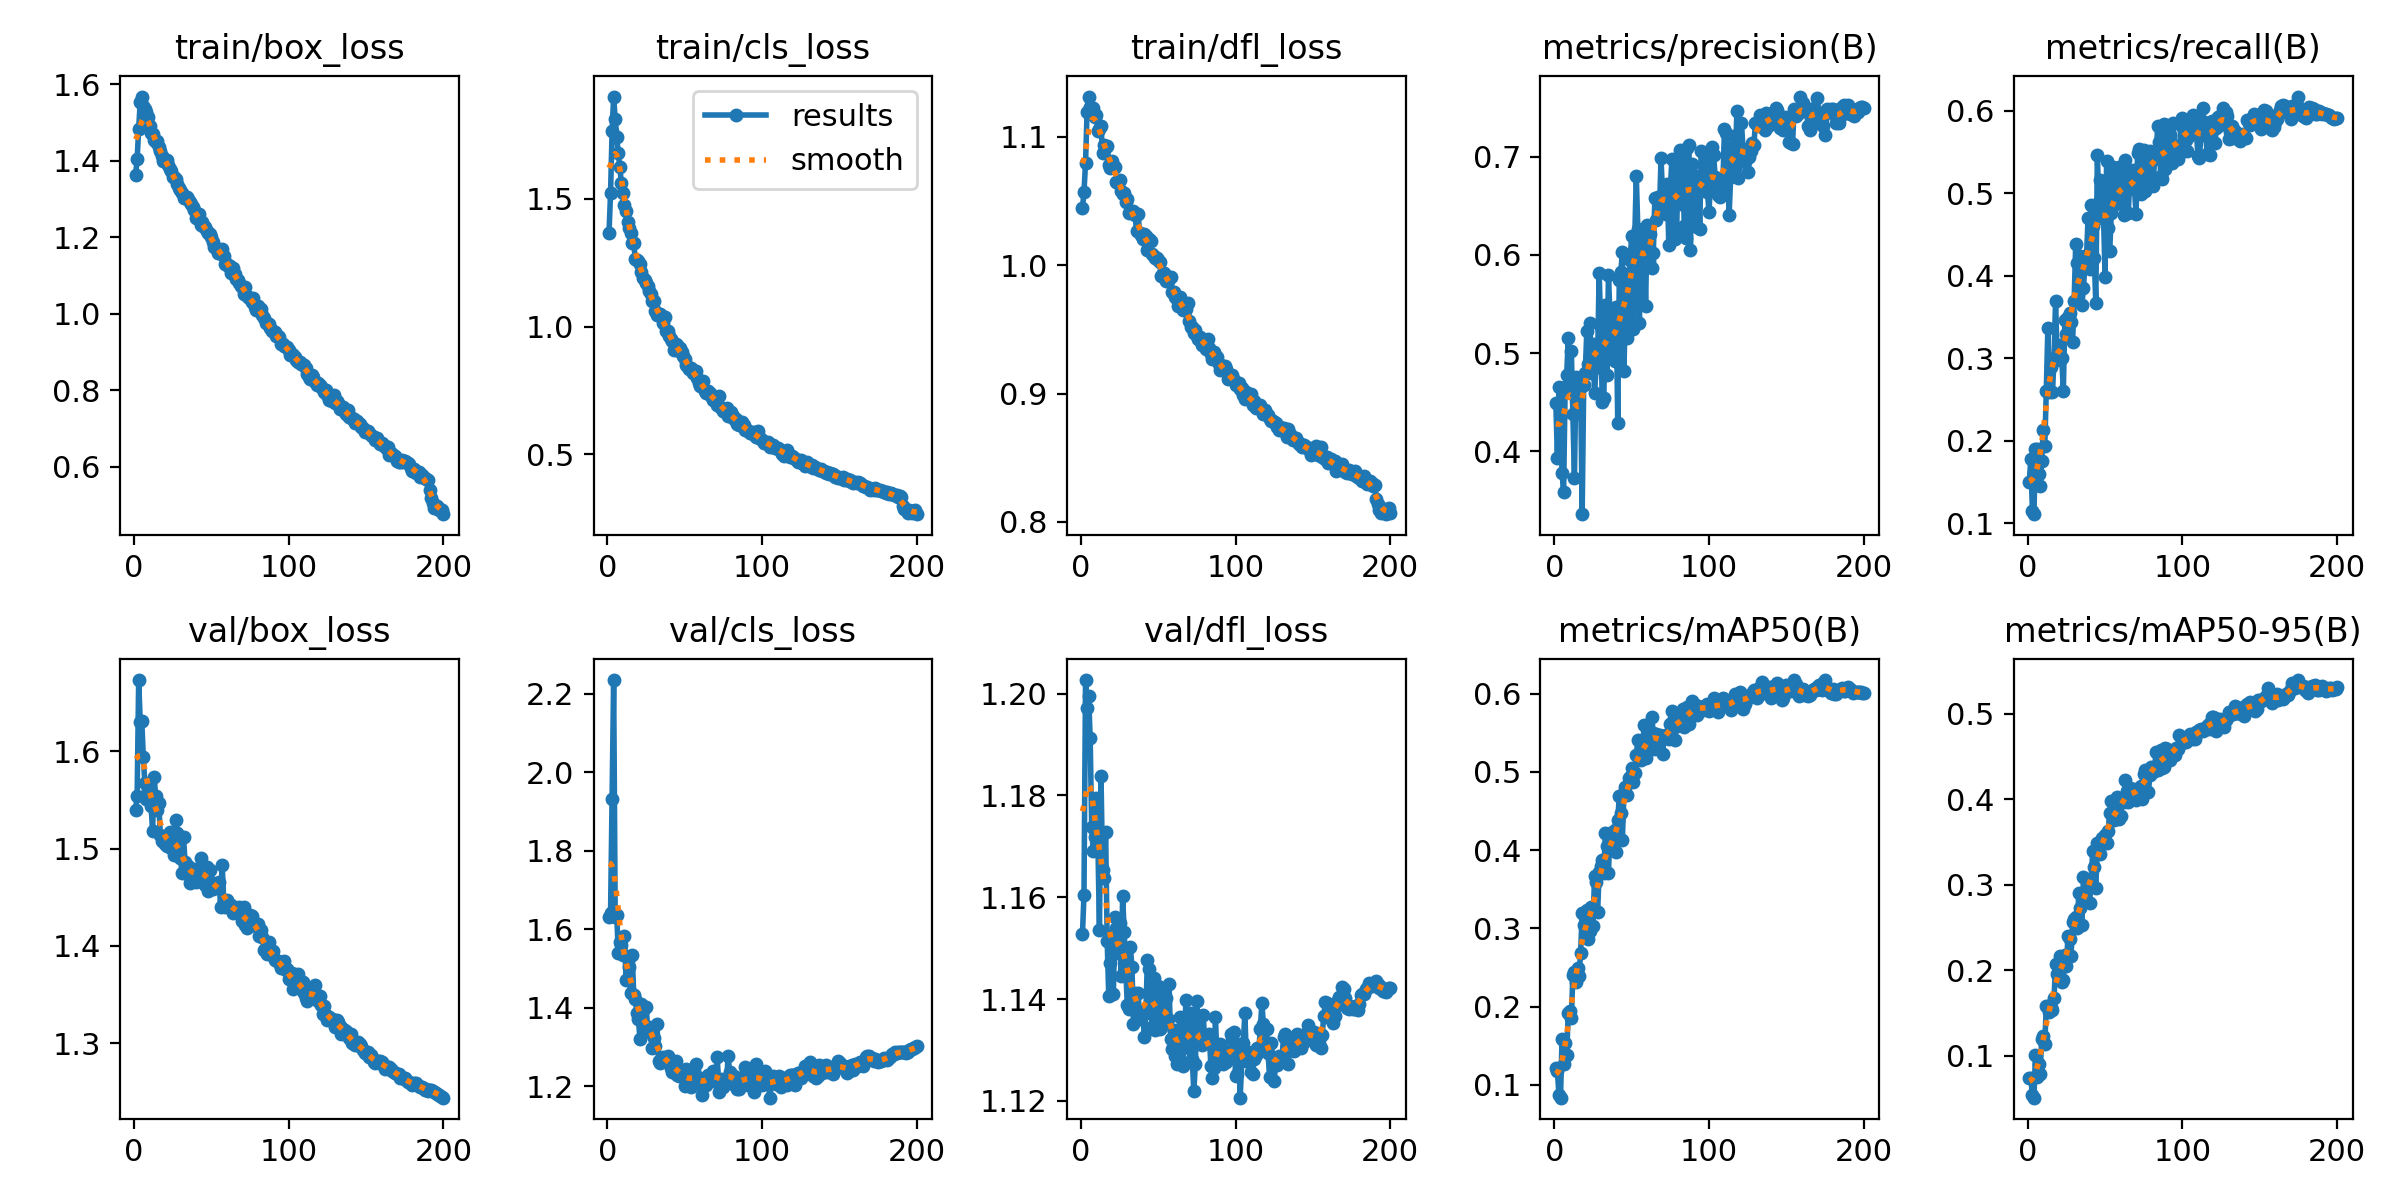 train/box_loss
train/cls_loss
train/dfl_loss
metrics/precision(B)
metrics/recall(B)
1.6
1.4
1.2
1.0
0.8
0.6
0 100 200
results
smooth
1.5
1.0
0.5
0 100 200
1.1
1.0
0.9
0.8
0 100 200
0.7
0.6
0.5
0.4
0 100 200
0.6
0.5
0.4
0.3
0.2
0.1
0 100 200
val/box_loss
val/cls_loss
val/dfl_loss
metrics/mAP50(B)
metrics/mAP50-95(B)
1.6
1.5
1.4
1.3
0 100 200
2.2
2.0
1.8
1.6
1.4
1.2
0 100 200
1.20
1.18
1.16
1.14
1.12
0 100 200
0.6
0.5
0.4
0.3
0.2
0.1
0 100 200
0.5
0.4
0.3
0.2
0.1
0 100 200